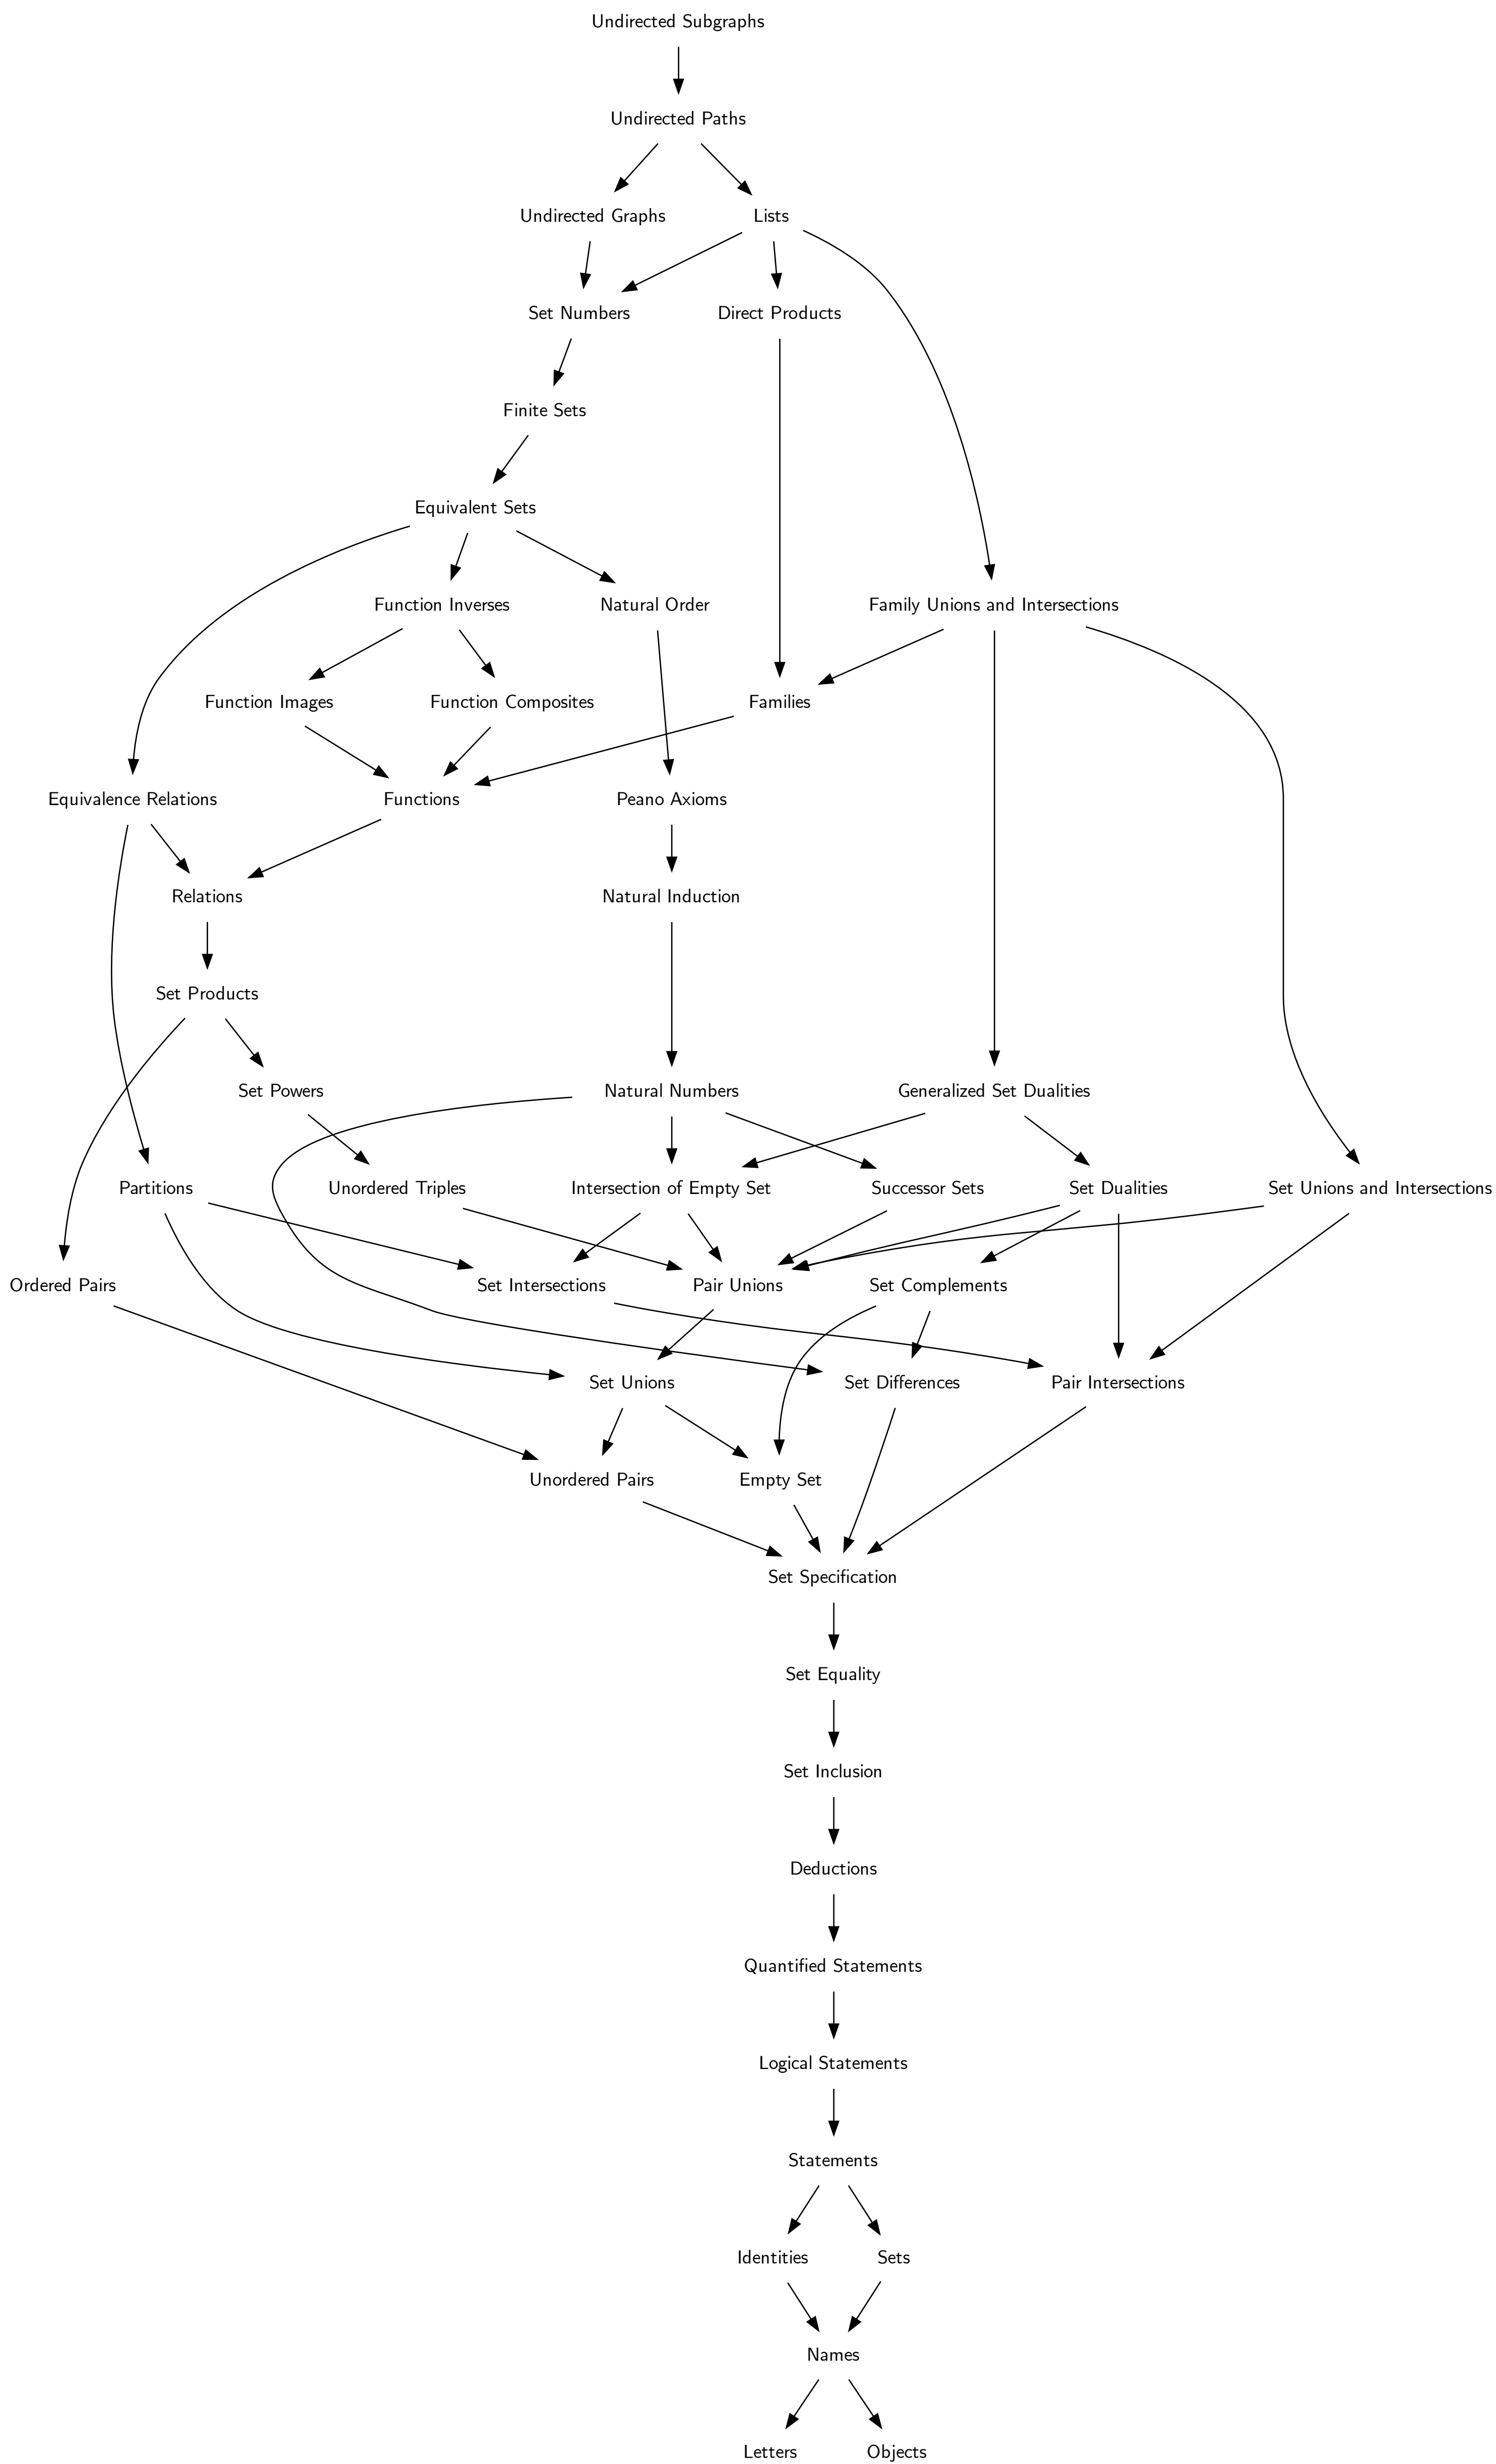 Undirected Subgraphs
Undirected Paths
Undirected Graphs
Lists
Set Numbers
Direct Products
Finite Sets
Equivalent Sets
Function Inverses
Natural Order
Family Unions and Intersections
Function Images
Function Composites
Families
Equivalence Relations
Functions
Peano Axioms
Relations
Natural Induction
Set Products
Set Powers
Natural Numbers
Generalized Set Dualities
Partitions
Unordered Triples
Intersection of Empty Set
Successor Sets
Set Dualities
Set Unions and Intersections
Ordered Pairs
Set Intersections
Pair Unions
Set Complements
Set Unions
Set Differences
Pair Intersections
Unordered Pairs
Empty Set
Set Specification
Set Equality
Set Inclusion
Deductions
Quantified Statements
Logical Statements
Statements
Identities
Sets
Names
Letters
Objects